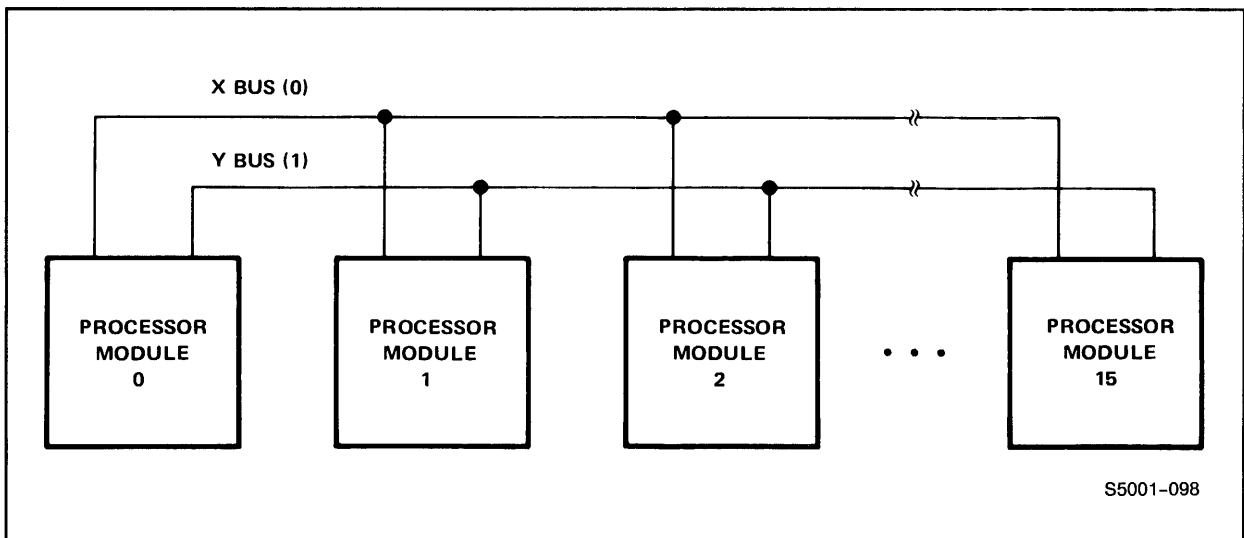 X BUS (0)
Y BUS (1)
PROCESSOR
MODULE
0
PROCESSOR
MODULE
1
PROCESSOR
MODULE
2
• • •
PROCESSOR
MODULE
15
S5001-098